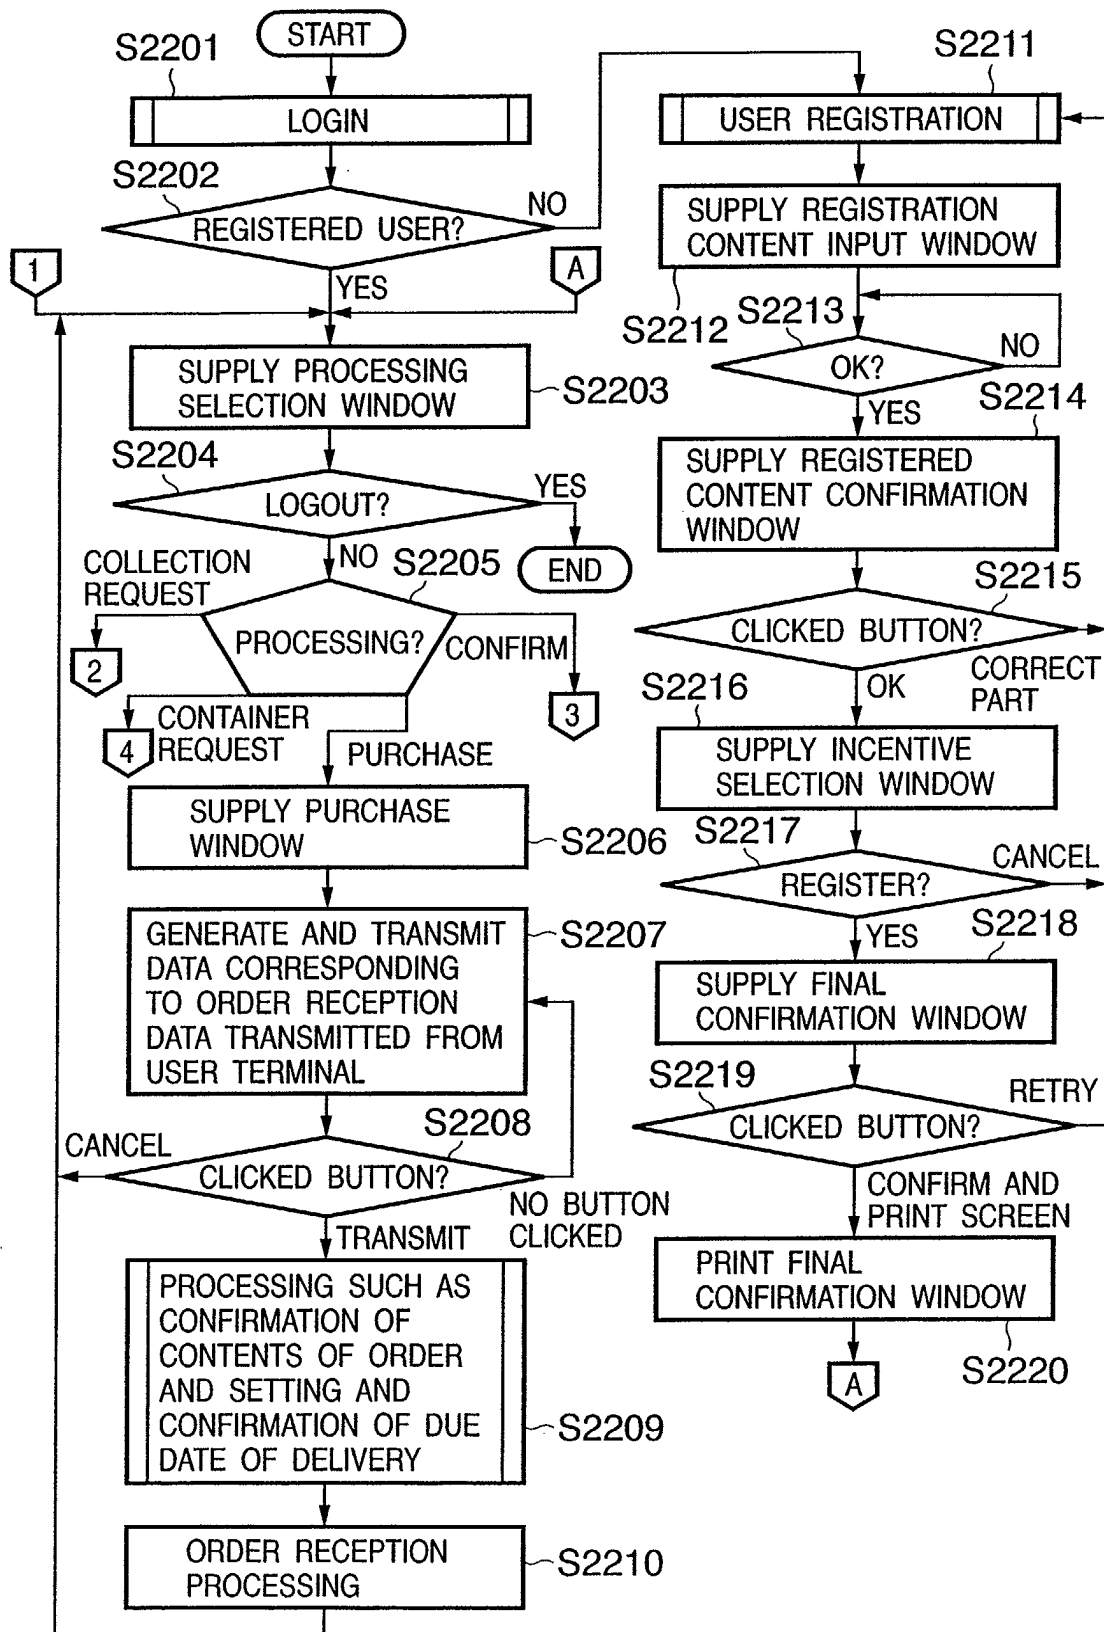 START
S2201
LOGIN
S2202
REGISTERED USER?
NO
1
A
YES
SUPPLY PROCESSING
SELECTION WINDOW
S2203
S2204
LOGOUT?
YES
NO
END
COLLECTION
REQUEST
S2205
PROCESSING?
CONFIRM
2
3
4
CONTAINER
REQUEST
PURCHASE
SUPPLY PURCHASE
WINDOW
S2206
GENERATE AND TRANSMIT
DATA CORRESPONDING
TO ORDER RECEPTION
DATA TRANSMITTED FROM
USER TERMINAL
S2207
S2208
CANCEL
CLICKED BUTTON?
NO BUTTON
CLICKED
TRANSMIT
PROCESSING SUCH AS
CONFIRMATION OF
CONTENTS OF ORDER
AND SETTING AND
CONFIRMATION OF DUE
DATE OF DELIVERY
S2209
ORDER RECEPTION
PROCESSING
S2210
S2211
USER REGISTRATION
SUPPLY REGISTRATION
CONTENT INPUT WINDOW
S2212
S2213
OK?
NO
YES
S2214
SUPPLY REGISTERED
CONTENT CONFIRMATION
WINDOW
S2215
CLICKED BUTTON?
OK
CORRECT
PART
S2216
SUPPLY INCENTIVE
SELECTION WINDOW
S2217
REGISTER?
CANCEL
YES
S2218
SUPPLY FINAL
CONFIRMATION WINDOW
S2219
CLICKED BUTTON?
RETRY
CONFIRM AND
PRINT SCREEN
PRINT FINAL
CONFIRMATION WINDOW
S2220
A